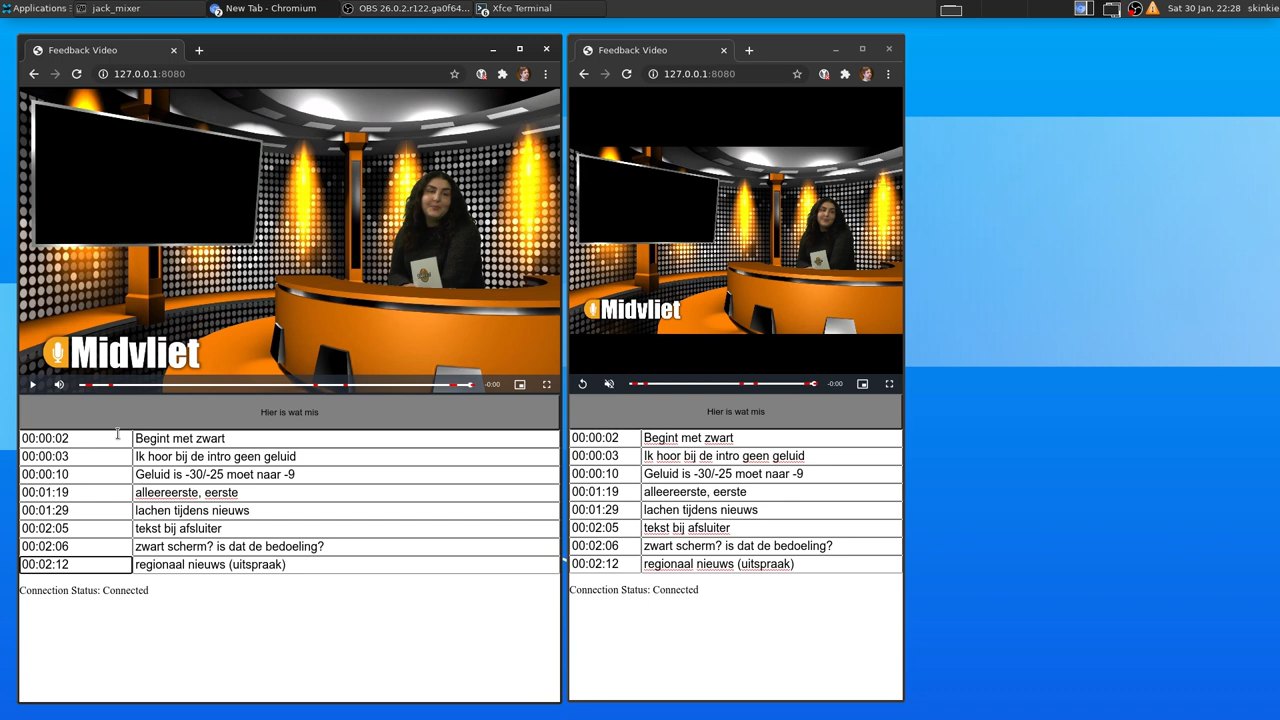 Applications
jack_mixer
New Tab - Chromium
OBS 26.0.2.r122.ga0f64...
Xfce Terminal
Sat 30 Jan, 22:28
skinkie
Feedback Video
127.0.0.1:8080
Midvliet
-0:00
Hier is wat mis
00:00:02 Begint met zwart
00:00:03 Ik hoor bij de intro geen geluid
00:00:10 Geluid is -30/-25 moet naar -9
00:01:19 alleereerste, eerste
00:01:29 lachen tijdens nieuws
00:02:05 tekst bij afsluiter
00:02:06 zwart scherm? is dat de bedoeling?
00:02:12 regionaal nieuws (uitspraak)
Connection Status: Connected
Feedback Video
127.0.0.1:8080
Midvliet
-0:00
Hier is wat mis
00:00:02 Begint met zwart
00:00:03 Ik hoor bij de intro geen geluid
00:00:10 Geluid is -30/-25 moet naar -9
00:01:19 alleereerste, eerste
00:01:29 lachen tijdens nieuws
00:02:05 tekst bij afsluiter
00:02:06 zwart scherm? is dat de bedoeling?
00:02:12 regionaal nieuws (uitspraak)
Connection Status: Connected